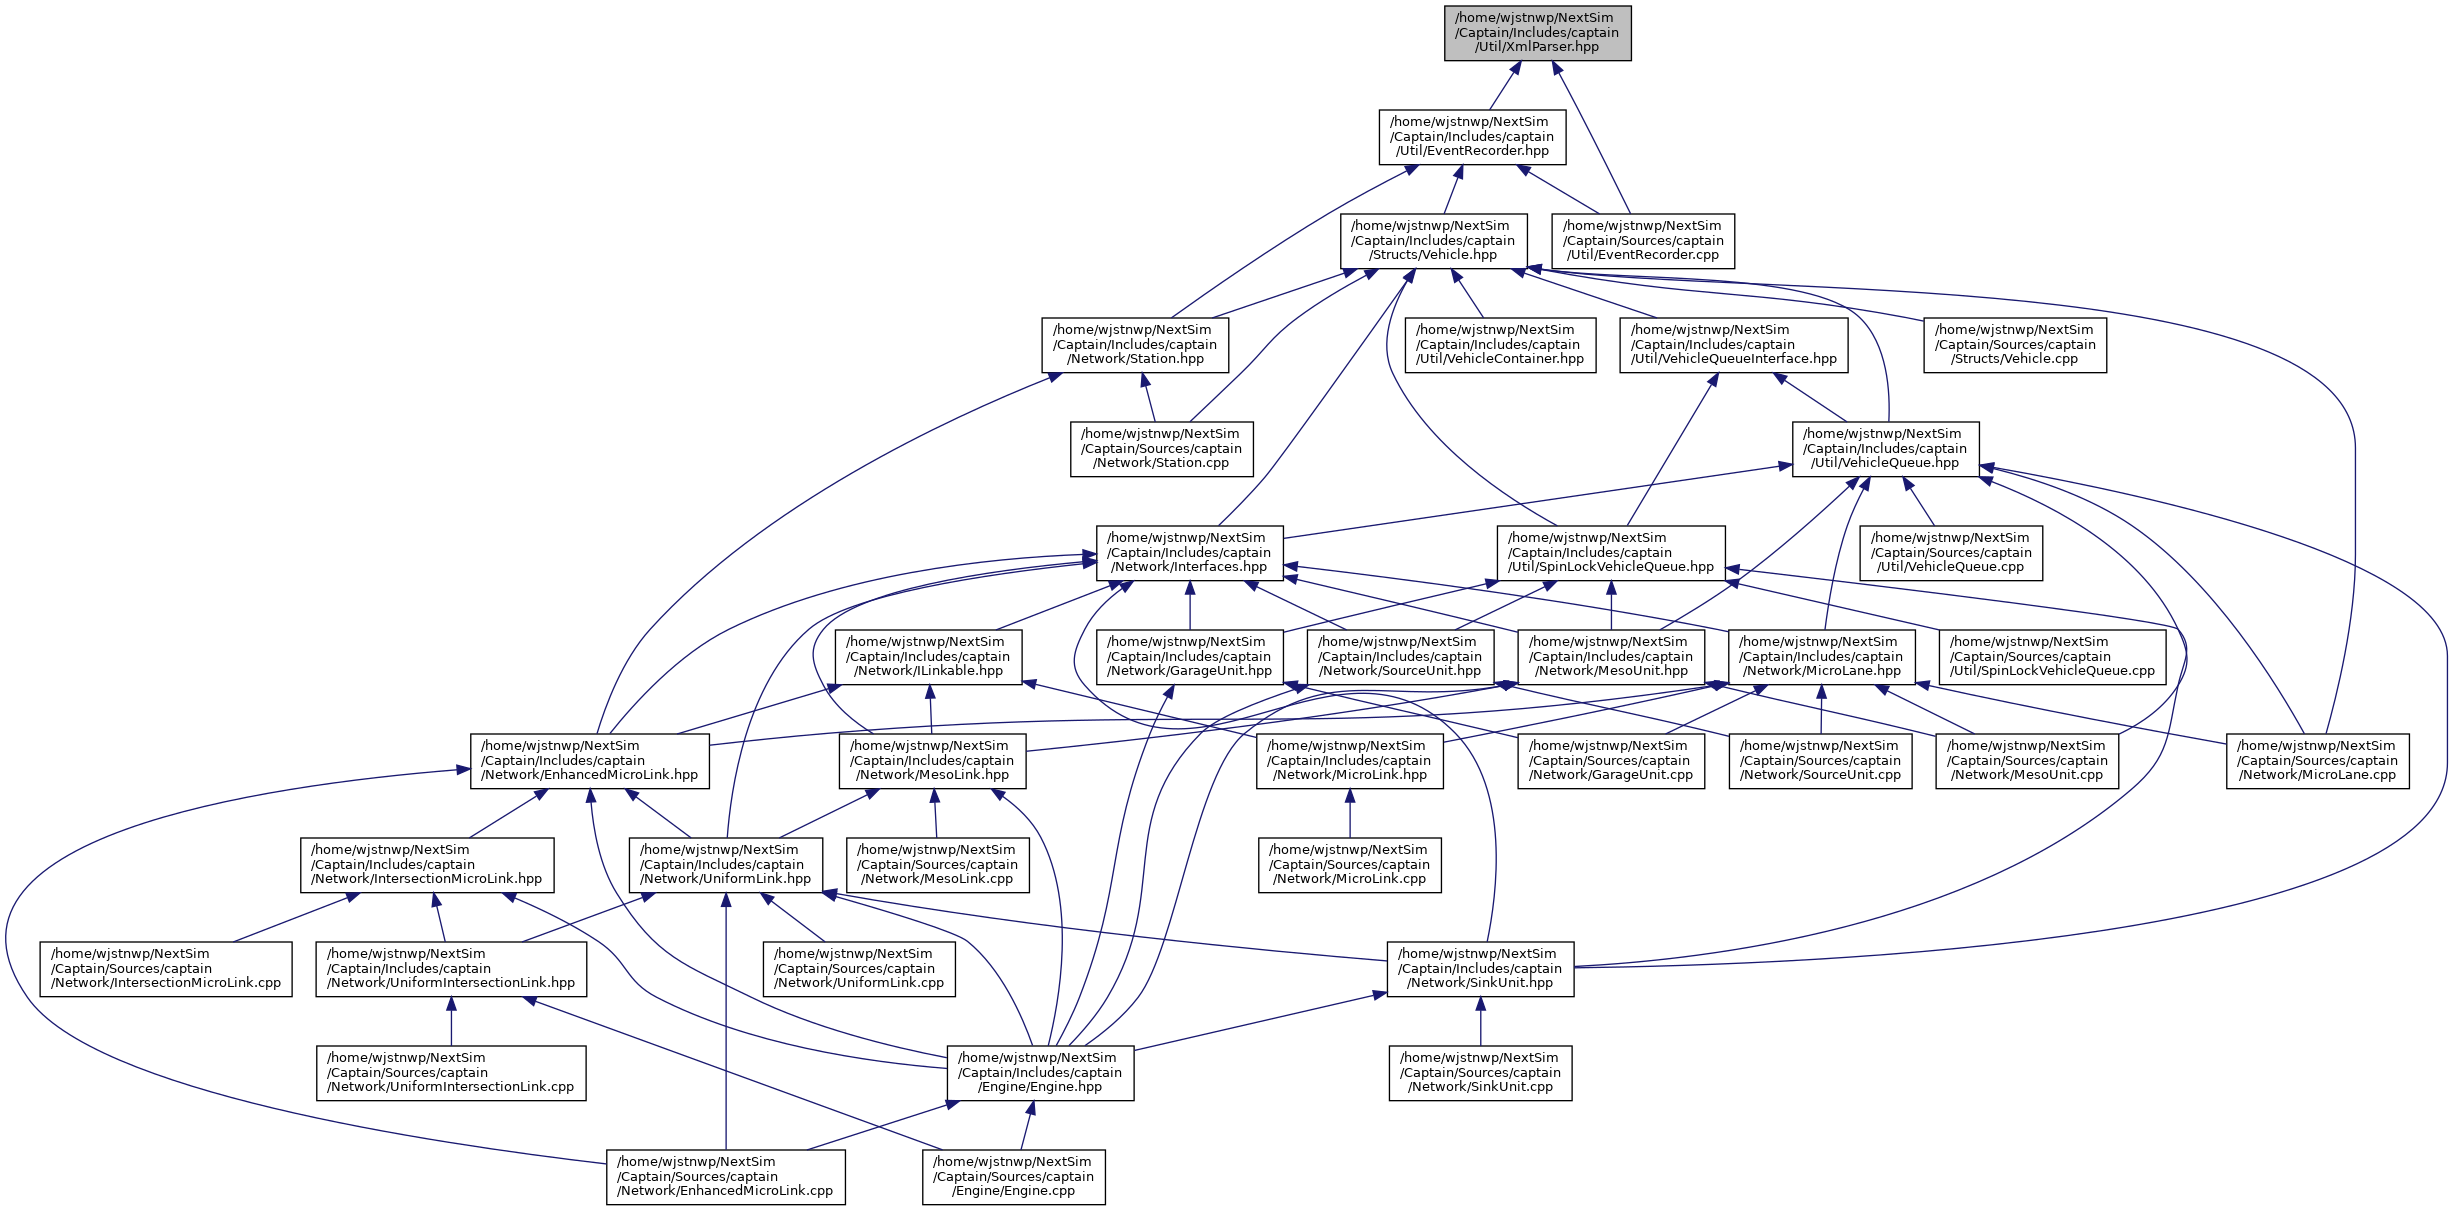 /home/wjstnwp/NextSim
/Captain/Includes/captain
/Util/XmlParser.hpp
/home/wjstnwp/NextSim
/Captain/Includes/captain
/Util/EventRecorder.hpp
/home/wjstnwp/NextSim
/Captain/Includes/captain
/Structs/Vehicle.hpp
/home/wjstnwp/NextSim
/Captain/Sources/captain
/Util/EventRecorder.cpp
/home/wjstnwp/NextSim
/Captain/Includes/captain
/Network/Station.hpp
/home/wjstnwp/NextSim
/Captain/Includes/captain
/Util/VehicleContainer.hpp
/home/wjstnwp/NextSim
/Captain/Includes/captain
/Util/VehicleQueueInterface.hpp
/home/wjstnwp/NextSim
/Captain/Sources/captain
/Structs/Vehicle.cpp
/home/wjstnwp/NextSim
/Captain/Sources/captain
/Network/Station.cpp
/home/wjstnwp/NextSim
/Captain/Includes/captain
/Util/VehicleQueue.hpp
/home/wjstnwp/NextSim
/Captain/Includes/captain
/Network/Interfaces.hpp
/home/wjstnwp/NextSim
/Captain/Includes/captain
/Util/SpinLockVehicleQueue.hpp
/home/wjstnwp/NextSim
/Captain/Sources/captain
/Util/VehicleQueue.cpp
/home/wjstnwp/NextSim
/Captain/Includes/captain
/Network/ILinkable.hpp
/home/wjstnwp/NextSim
/Captain/Includes/captain
/Network/GarageUnit.hpp
/home/wjstnwp/NextSim
/Captain/Includes/captain
/Network/SourceUnit.hpp
/home/wjstnwp/NextSim
/Captain/Includes/captain
/Network/MesoUnit.hpp
/home/wjstnwp/NextSim
/Captain/Includes/captain
/Network/MicroLane.hpp
/home/wjstnwp/NextSim
/Captain/Sources/captain
/Util/SpinLockVehicleQueue.cpp
/home/wjstnwp/NextSim
/Captain/Includes/captain
/Network/EnhancedMicroLink.hpp
/home/wjstnwp/NextSim
/Captain/Includes/captain
/Network/MesoLink.hpp
/home/wjstnwp/NextSim
/Captain/Includes/captain
/Network/MicroLink.hpp
/home/wjstnwp/NextSim
/Captain/Sources/captain
/Network/GarageUnit.cpp
/home/wjstnwp/NextSim
/Captain/Sources/captain
/Network/SourceUnit.cpp
/home/wjstnwp/NextSim
/Captain/Sources/captain
/Network/MesoUnit.cpp
/home/wjstnwp/NextSim
/Captain/Sources/captain
/Network/MicroLane.cpp
/home/wjstnwp/NextSim
/Captain/Includes/captain
/Network/IntersectionMicroLink.hpp
/home/wjstnwp/NextSim
/Captain/Includes/captain
/Network/UniformLink.hpp
/home/wjstnwp/NextSim
/Captain/Sources/captain
/Network/MesoLink.cpp
/home/wjstnwp/NextSim
/Captain/Sources/captain
/Network/MicroLink.cpp
/home/wjstnwp/NextSim
/Captain/Sources/captain
/Network/IntersectionMicroLink.cpp
/home/wjstnwp/NextSim
/Captain/Includes/captain
/Network/UniformIntersectionLink.hpp
/home/wjstnwp/NextSim
/Captain/Sources/captain
/Network/UniformLink.cpp
/home/wjstnwp/NextSim
/Captain/Includes/captain
/Network/SinkUnit.hpp
/home/wjstnwp/NextSim
/Captain/Sources/captain
/Network/UniformIntersectionLink.cpp
/home/wjstnwp/NextSim
/Captain/Includes/captain
/Engine/Engine.hpp
/home/wjstnwp/NextSim
/Captain/Sources/captain
/Network/SinkUnit.cpp
/home/wjstnwp/NextSim
/Captain/Sources/captain
/Network/EnhancedMicroLink.cpp
/home/wjstnwp/NextSim
/Captain/Sources/captain
/Engine/Engine.cpp